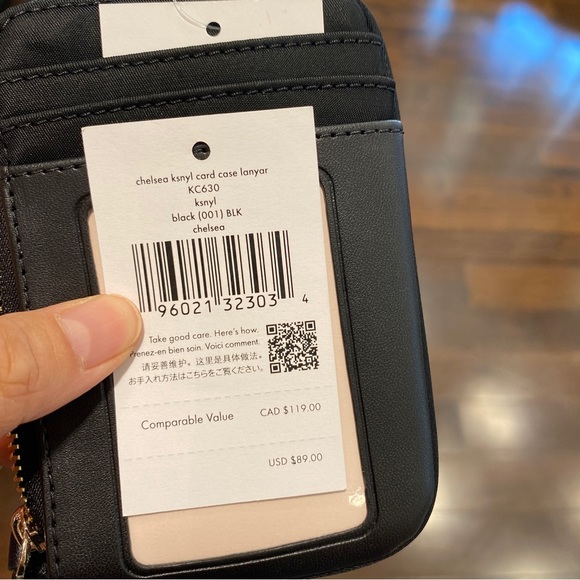 chelsea ksnyl card case lanyar
KC630
ksnyl
black (001) BLK
chelsea
96021 32303 4
Take good care. Here's how.
Prenez-en bien soin. Voici comment.
请妥善维护。这里是具体做法。
お手入れ方法はこちらをご覧ください。
Comparable Value CAD $119.00
USD $89.00